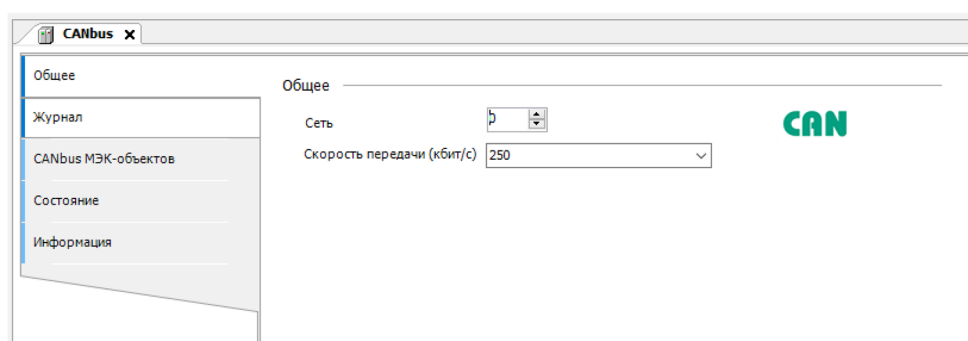 CANbus
Общее
Журнал
CANbus МЭК-объектов
Состояние
Информация
Общее
Сеть
Скорость передачи (кбит/с) 250
CAN